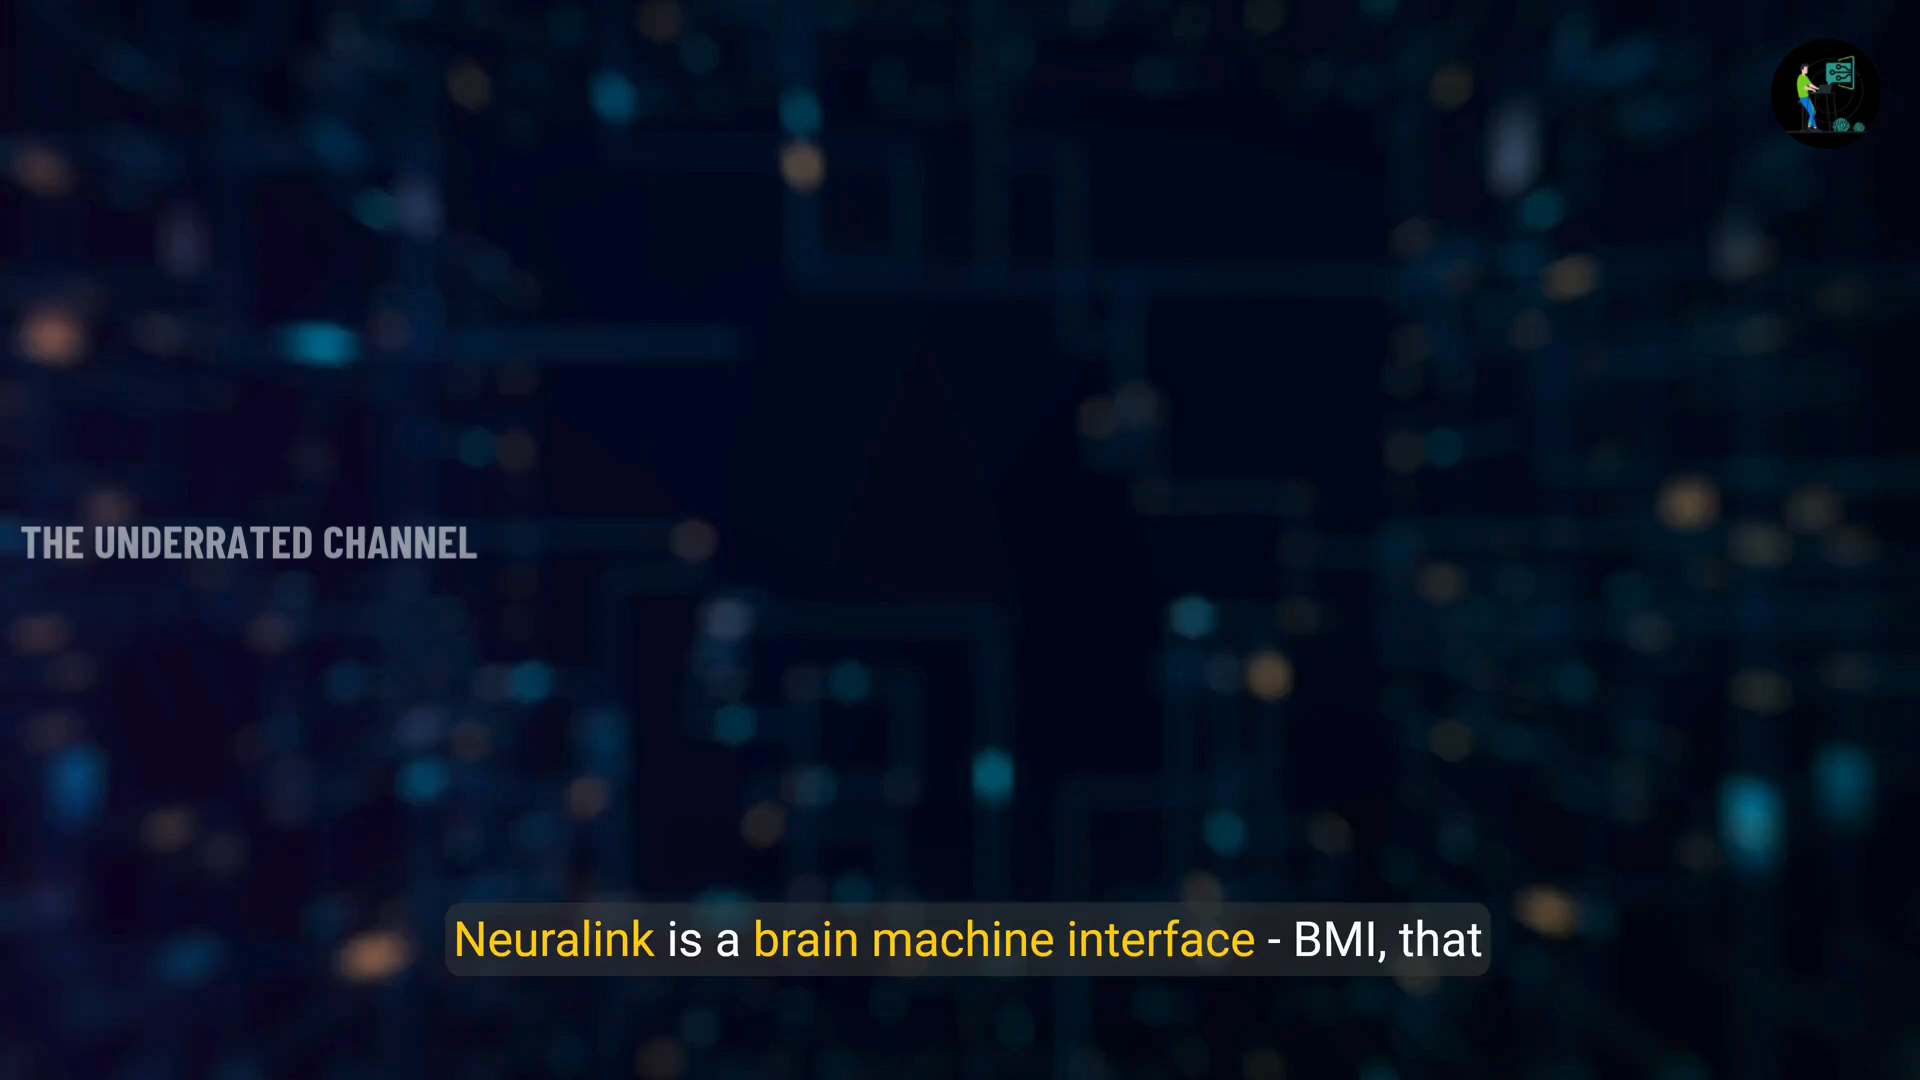 THE UNDERRATED CHANNEL
Neuralink is a brain machine interface - BMI, that